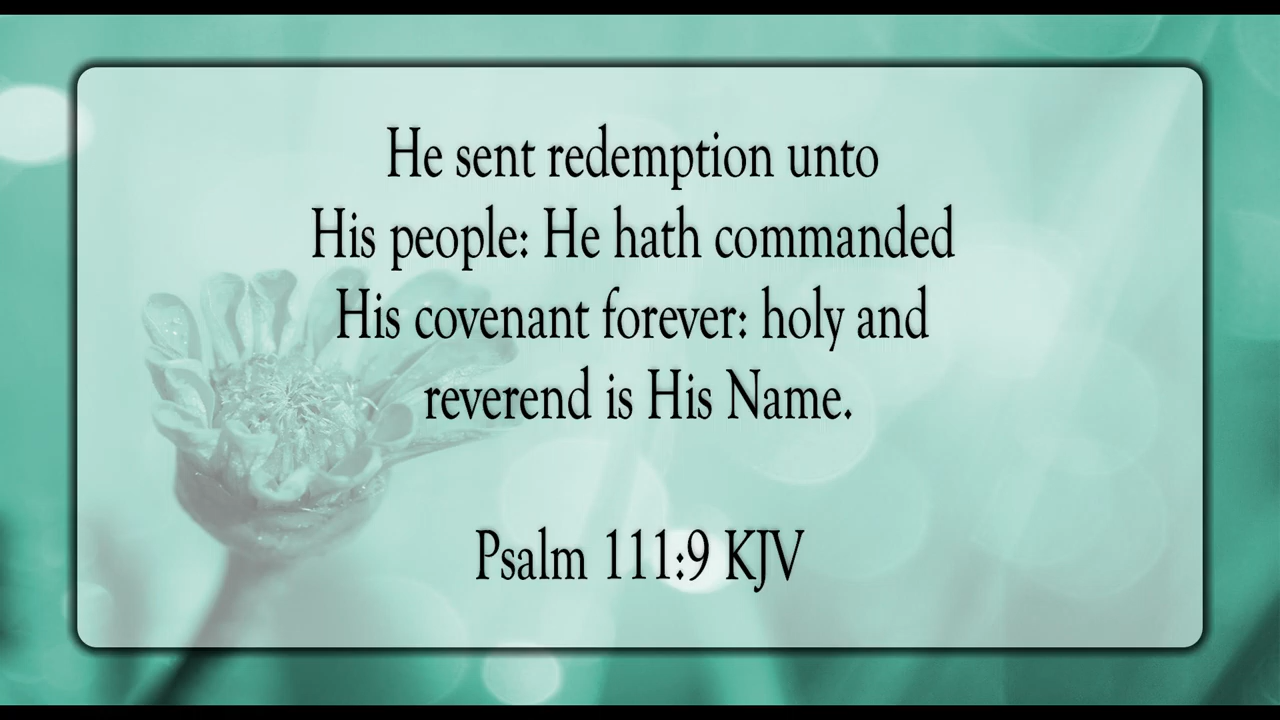 He sent redemption unto
His people: He hath commanded
His covenant forever: holy and
reverend is His Name.
Psalm 111:9 KJV